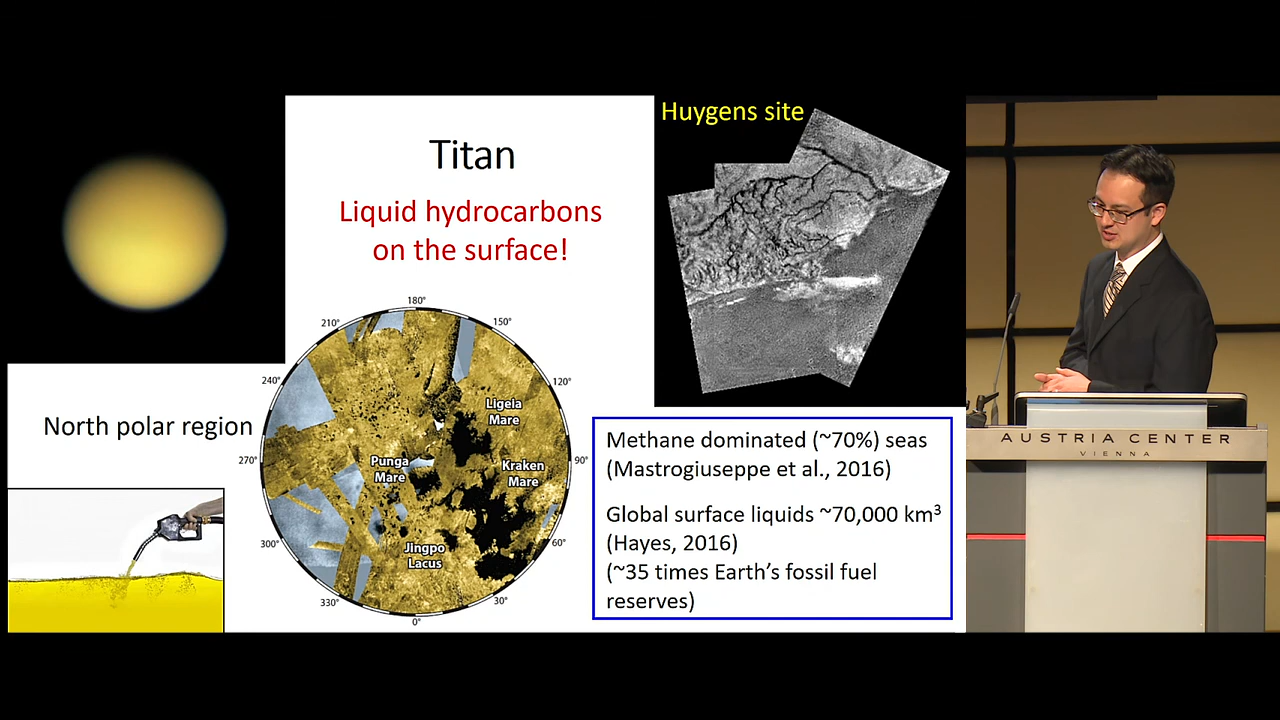 Titan
Liquid hydrocarbons
on the surface!
Huygens site
North polar region
180°
210°
150°
240°
120°
270°
90°
300°
60°
330°
30°
0°
Ligeia
Mare
Kraken
Mare
Punga
Mare
Jingpo
Lacus
Methane dominated (~70%) seas
(Mastrogiuseppe et al., 2016)
Global surface liquids ~70,000 km³
(Hayes, 2016)
(~35 times Earth’s fossil fuel
reserves)
AUSTRIA CENTER
VIENNA